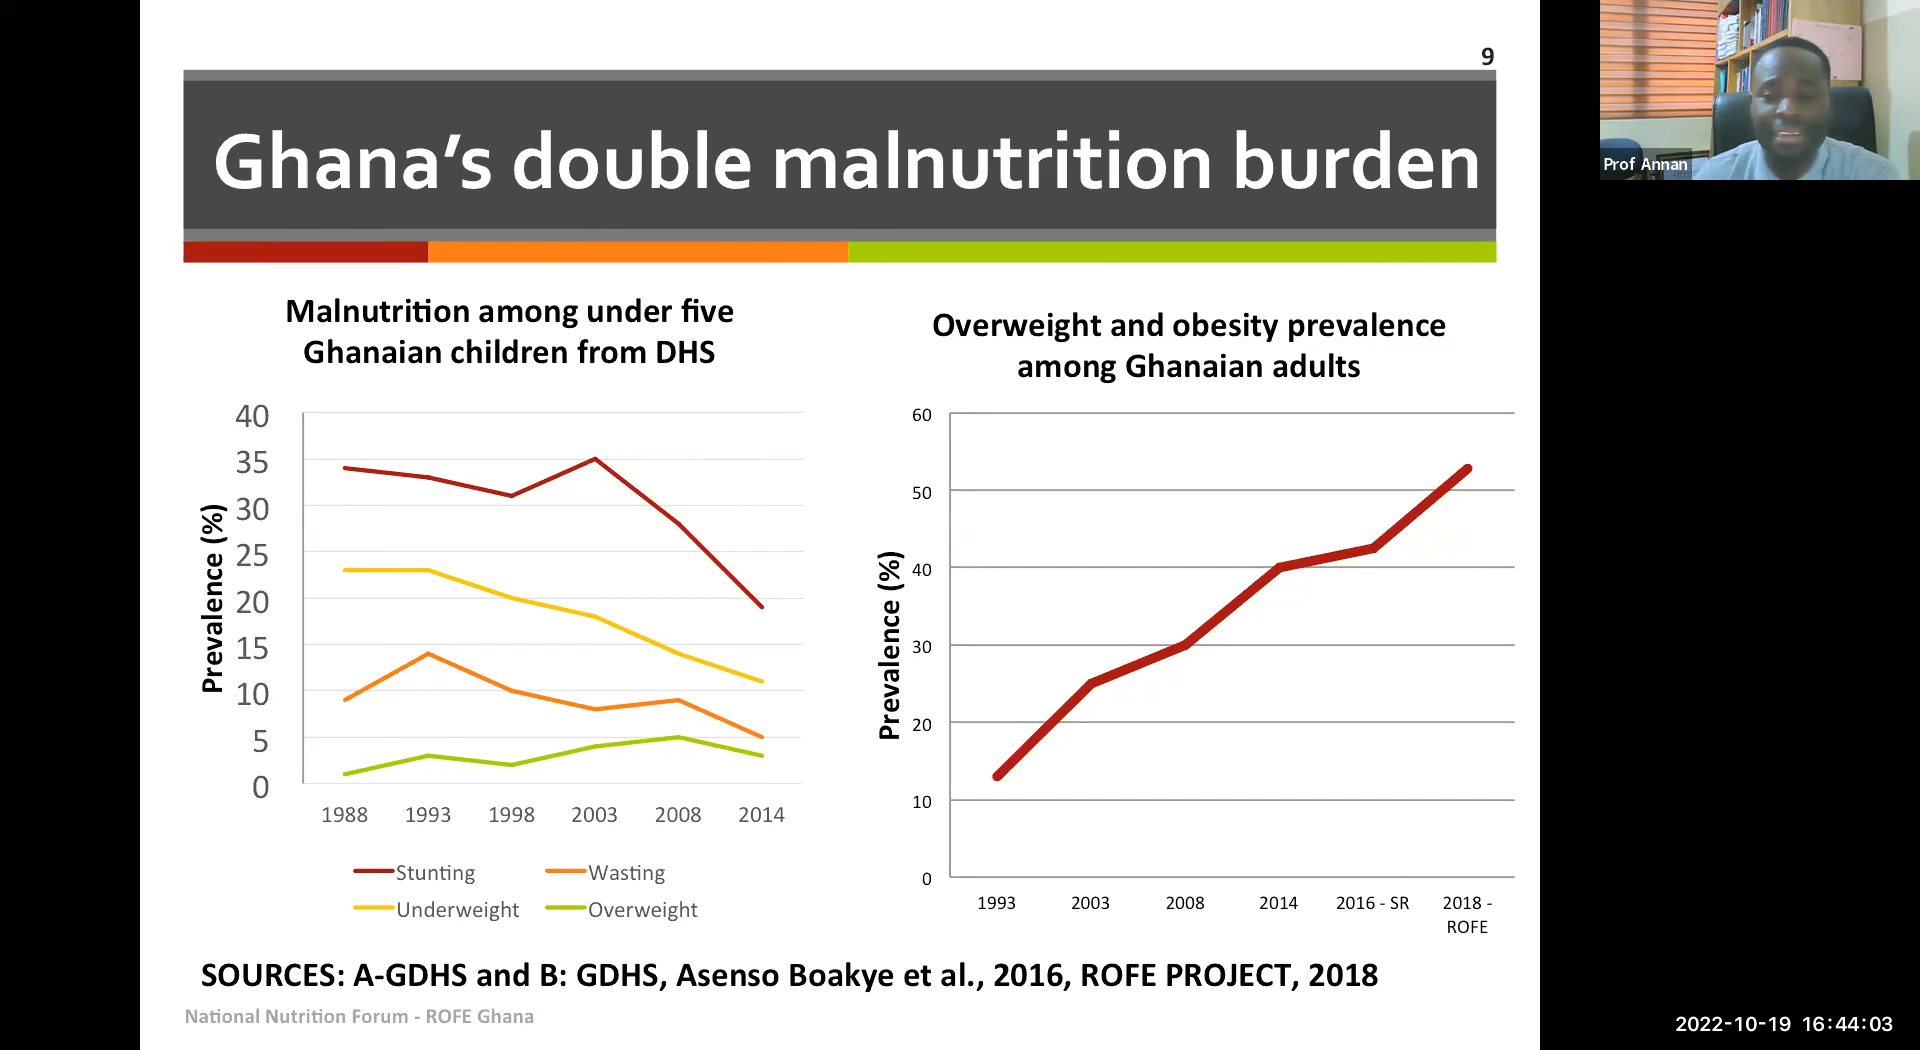 9
Ghana's double malnutrition burden
Prof Annan
Malnutrition among under five
Ghanaian children from DHS
40
35
30
25
20
15
10
5
0
Prevalence (%)
1988 1993 1998 2003 2008 2014
Stunting Wasting
Underweight Overweight
Overweight and obesity prevalence
among Ghanaian adults
60
50
40
30
20
10
0
Prevalence (%)
1993 2003 2008 2014 2016 - SR 2018 -
ROFE
SOURCES: A-GDHS and B: GDHS, Asenso Boakye et al., 2016, ROFE PROJECT, 2018
National Nutrition Forum - ROFE Ghana
2022-10-19 16:44:03